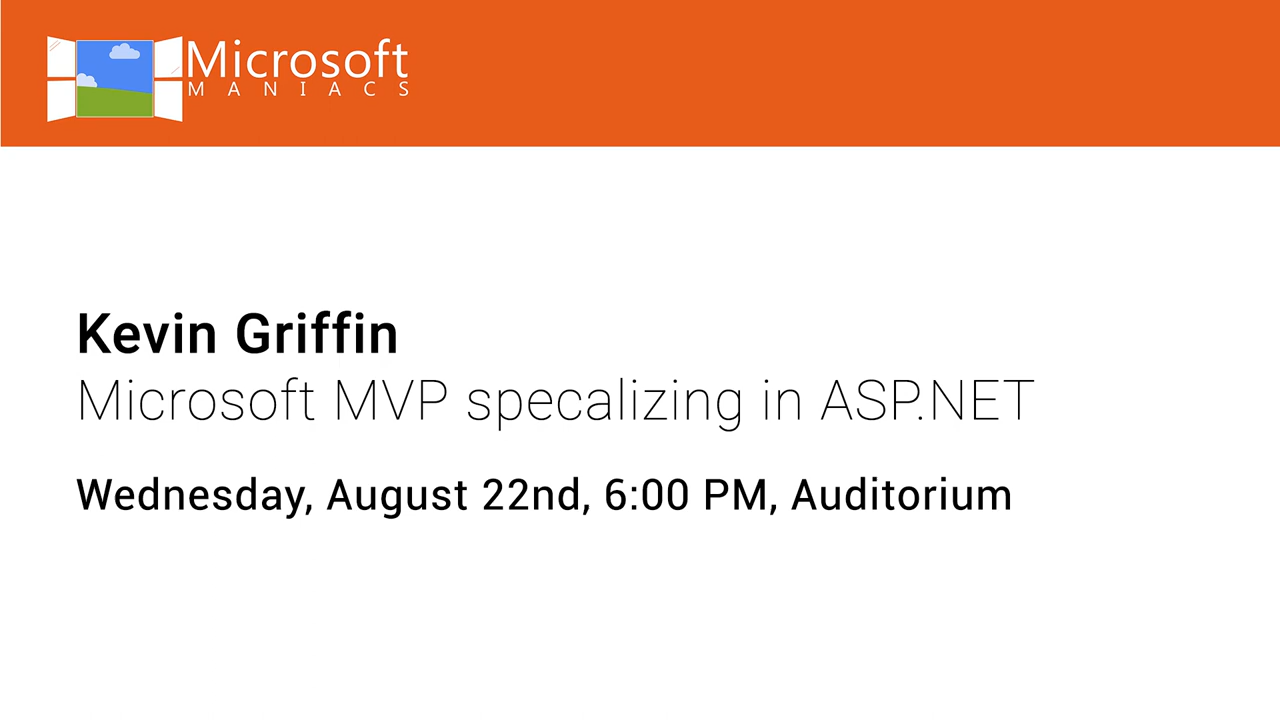 Microsoft
MANIACS
Kevin Griffin
Microsoft MVP specalizing in ASP.NET
Wednesday, August 22nd, 6:00 PM, Auditorium